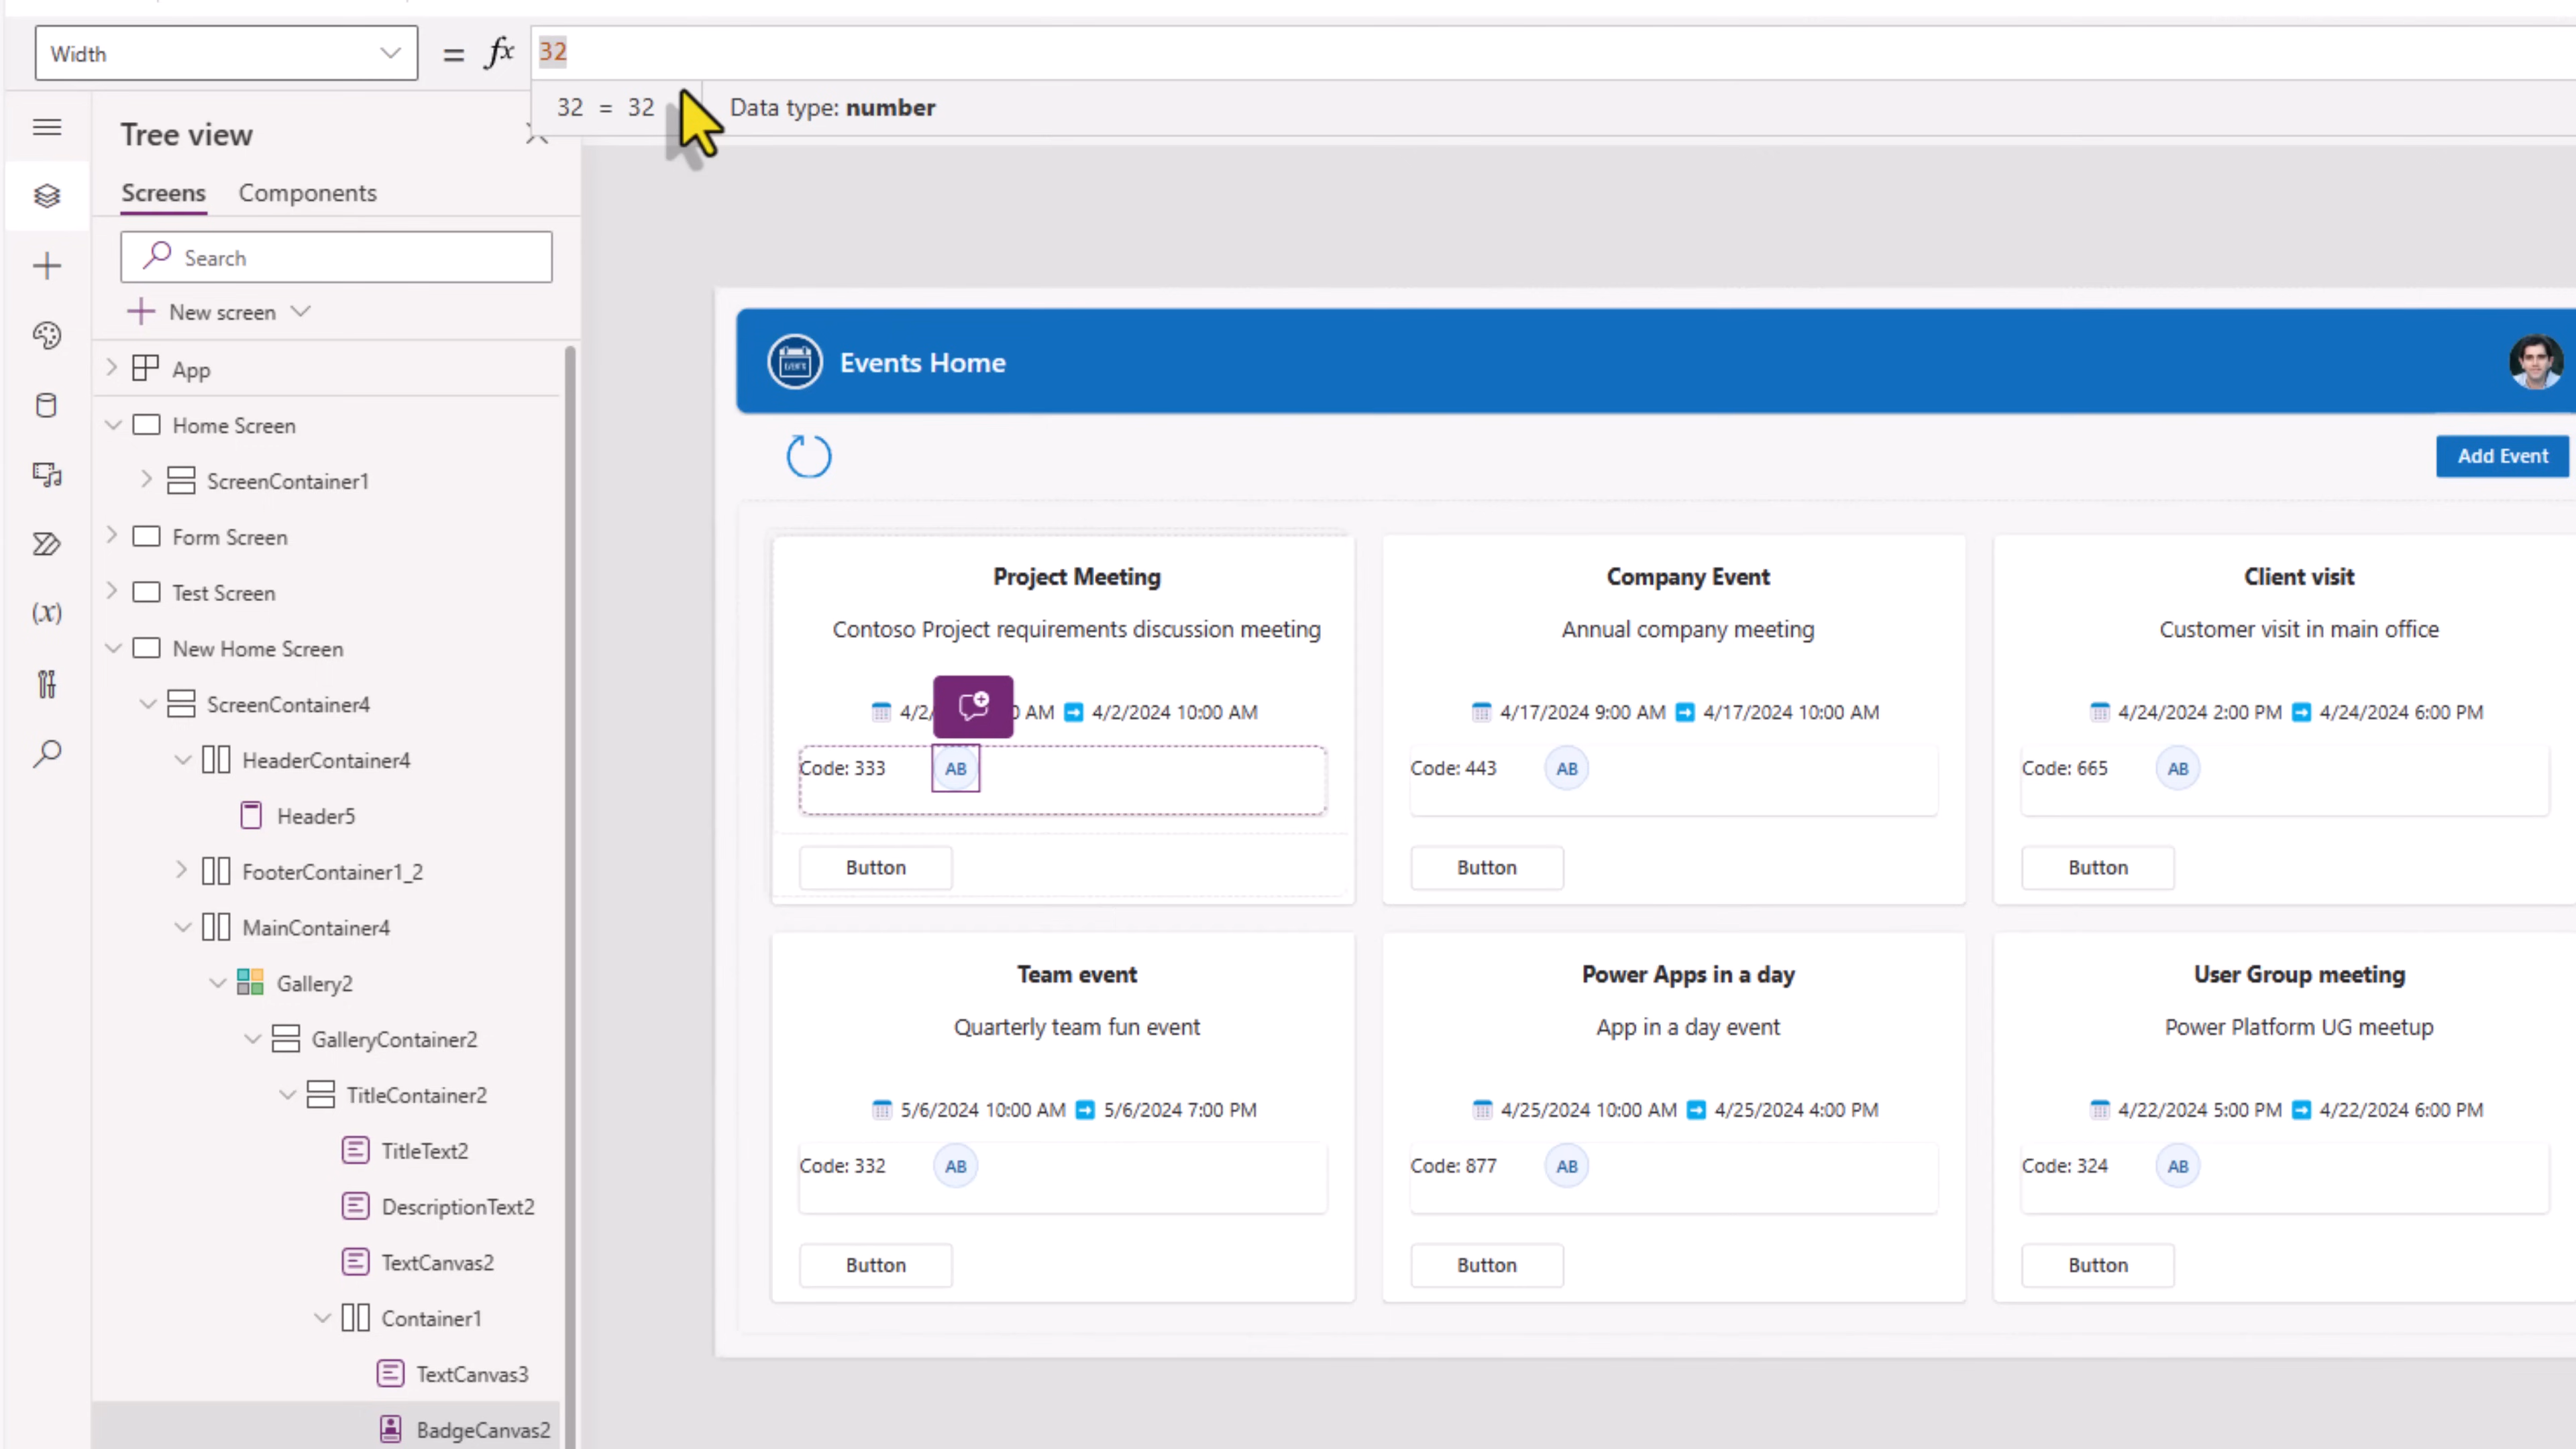 Width
= fx 32
32 = 32 Data type: number
Tree view
Screens Components
Search
New screen
App
Home Screen
ScreenContainer1
Form Screen
Test Screen
(x)
New Home Screen
ScreenContainer4
HeaderContainer4
Header5
FooterContainer1_2
MainContainer4
Gallery2
GalleryContainer2
TitleContainer2
TitleText2
DescriptionText2
TextCanvas2
Container1
TextCanvas3
BadgeCanvas2
EVENT
Events Home
Add Event
Project Meeting
Contoso Project requirements discussion meeting
4/2/ 0 AM 4/2/2024 10:00 AM
Code: 333 AB
Button
Company Event
Annual company meeting
4/17/2024 9:00 AM 4/17/2024 10:00 AM
Code: 443 AB
Button
Client visit
Customer visit in main office
4/24/2024 2:00 PM 4/24/2024 6:00 PM
Code: 665 AB
Button
Team event
Quarterly team fun event
5/6/2024 10:00 AM 5/6/2024 7:00 PM
Code: 332 AB
Button
Power Apps in a day
App in a day event
4/25/2024 10:00 AM 4/25/2024 4:00 PM
Code: 877 AB
Button
User Group meeting
Power Platform UG meetup
4/22/2024 5:00 PM 4/22/2024 6:00 PM
Code: 324 AB
Button